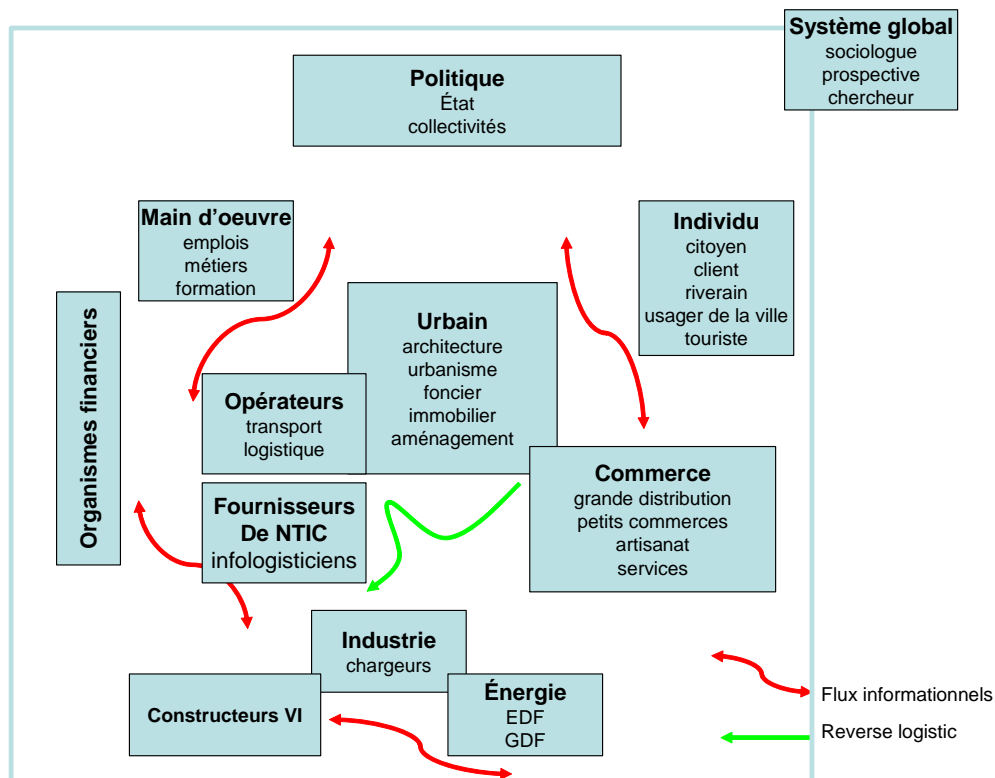 Système global
sociologue
prospective
chercheur
Politique
État
collectivités
Main d'oeuvre
emplois
métiers
formation
Individu
citoyen
client
riverain
usager de la ville
touriste
Organismes financiers
Urbain
architecture
urbanisme
foncier
immobilier
aménagement
Opérateurs
transport
logistique
Commerce
grande distribution
petits commerces
artisanat
services
Fournisseurs
De NTIC
infologisticiens
Industrie
chargeurs
Constructeurs VI
Énergie
EDF
GDF
Flux informationnels
Reverse logistic